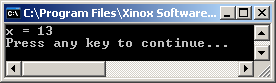 C:\Program Files\Xinox Software...
x = 13
Press any key to continue...